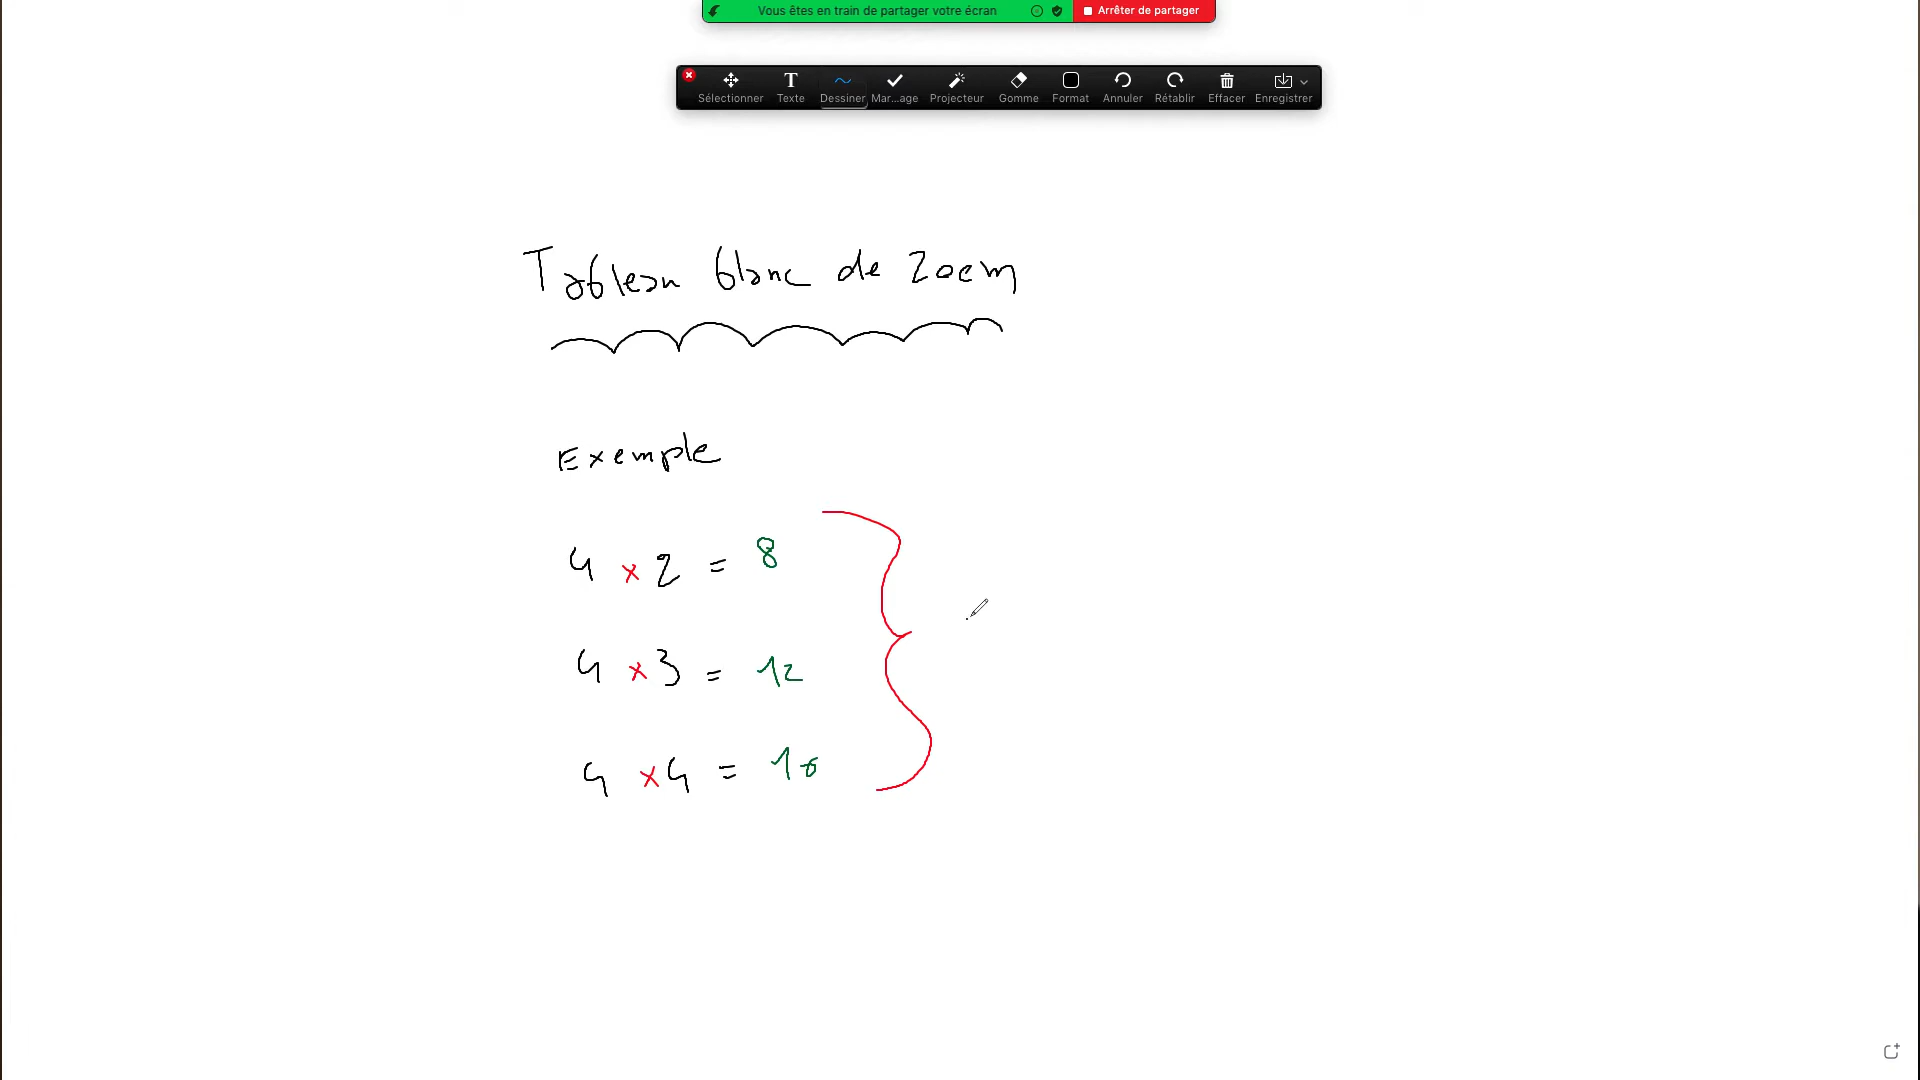 Vous êtes en train de partager votre écran Arrêter de partager
Sélectionner Texte Dessiner Mar...age Projecteur Gomme Format Annuler Rétablir Effacer Enregistrer
Tableau blanc de Zoom
Exemple
4 x 2 = 8
4 x 3 = 12
4 x 4 = 16